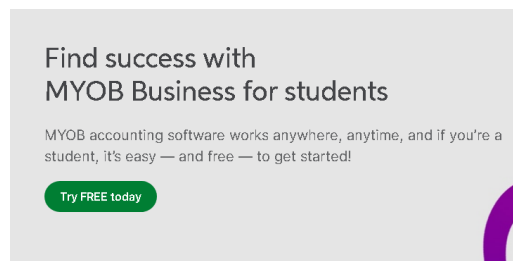 Find success with
MYOB Business for students
MYOB accounting software works anywhere, anytime, and if you're a
student, it's easy — and free — to get started!
Try FREE today